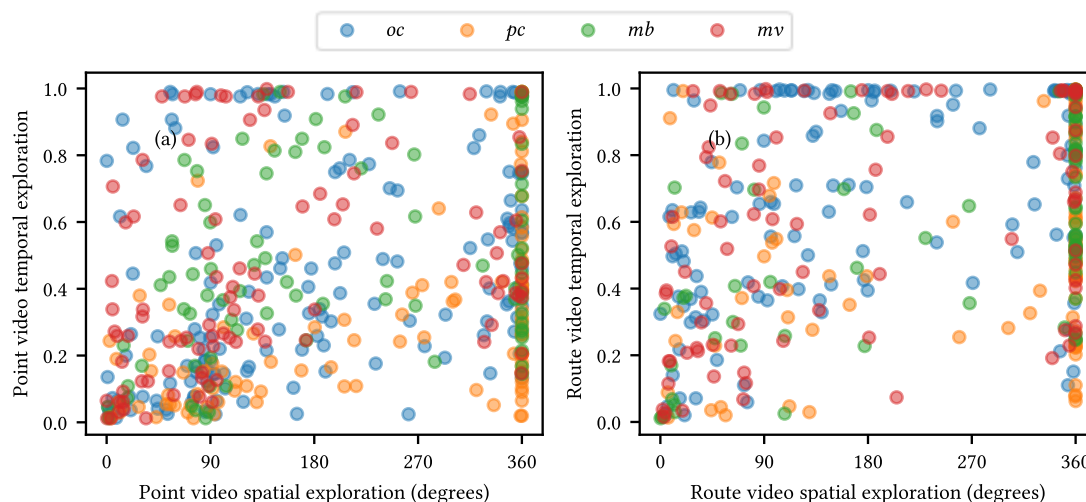 oc pc mb mv
Point video temporal exploration
1.0
0.8
0.6
0.4
0.2
0.0
(a)
0 90 180 270 360
Point video spatial exploration (degrees)
Route video temporal exploration
1.0
0.8
0.6
0.4
0.2
0.0
(b)
0 90 180 270 360
Route video spatial exploration (degrees)